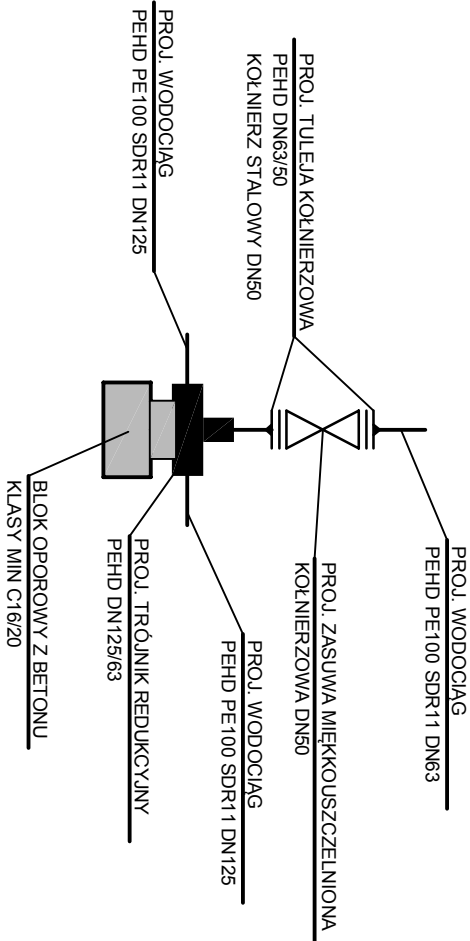 PROJ. WODOCIĄG
PEHD PE100 SDR11 DN125
PROJ. TULEJA KOŁNIERZOWA
PEHD DN63/50
KOŁNIERZ STALOWY DN50
PROJ. WODOCIĄG
PEHD PE100 SDR11 DN63
PROJ. ZASUWA MIĘKKOUSZCZELNIONA
KOŁNIERZOWA DN50
PROJ. WODOCIĄG
PEHD PE100 SDR11 DN125
PROJ. TRÓJNIK REDUKCYJNY
PEHD DN125/63
BLOK OPOROWY Z BETONU
KLASY MIN C16/20